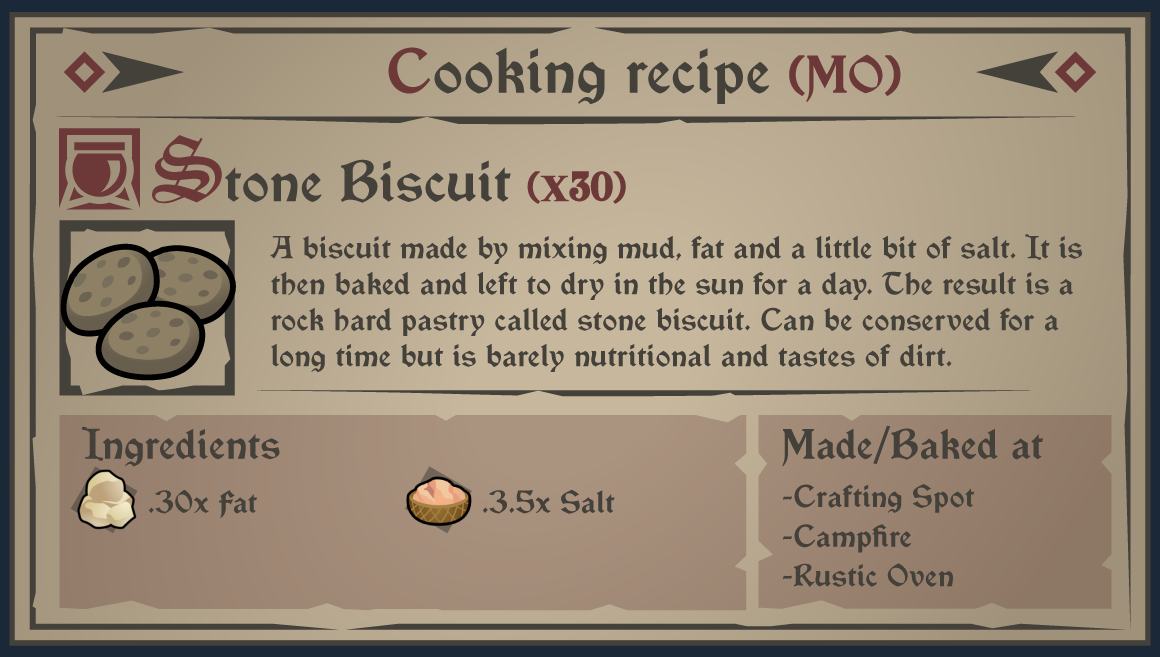 Cooking recipe (MO)
Stone Biscuit (x30)
A biscuit made by mixing mud, fat and a little bit of salt. It is
then baked and left to dry in the sun for a day. The result is a
rock hard pastry called stone biscuit. Can be conserved for a
long time but is barely nutritional and tastes of dirt.
Ingredients
.30x Fat
.3.5x Salt
Made/Baked at
-Crafting Spot
-Campfire
-Rustic Oven